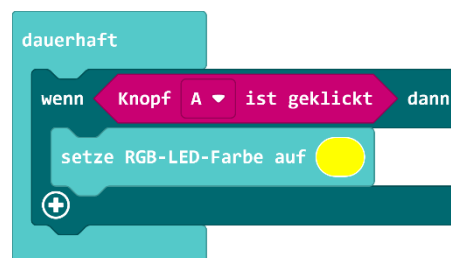 dauerhaft
wenn Knopf A ist geklickt dann
setze RGB-LED-Farbe auf